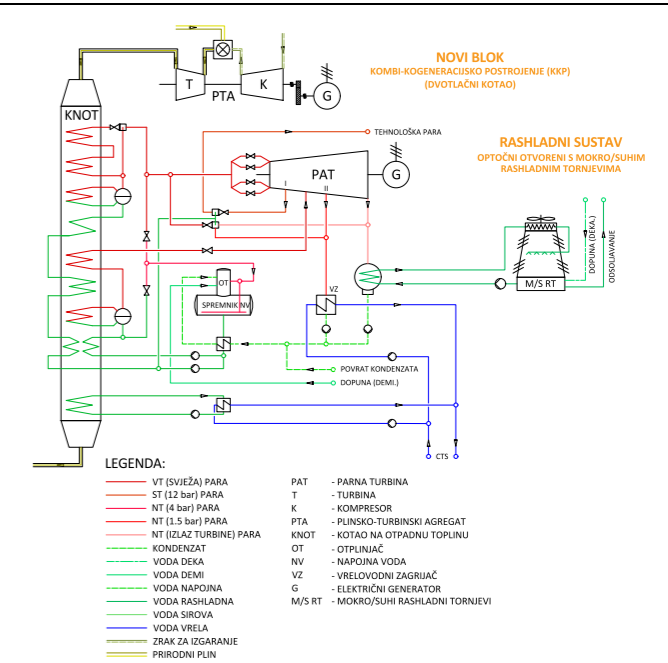 NOVI BLOK
KOMBI-KOGENERACIJSKO POSTROJENJE (KKP)
(DVOTLAČNI KOTAO)
T
K
PTA
G
KNOT
TEHNOLOŠKA PARA
RASHLADNI SUSTAV
OPTOČNI OTVORENI S MOKRO/SUHIM
RASHLADNIM TORNJEVIMA
PAT
G
I
II
DOPUNA (DEKA.)
ODSOLJAVANJE
OT
SPREMNIK NV
VZ
M/S RT
POVRAT KONDENZATA
DOPUNA (DEMI.)
CTS
LEGENDA:
VT (SVJEŽA) PARA
ST (12 bar) PARA
NT (4 bar) PARA
NT (1.5 bar) PARA
NT (IZLAZ TURBINE) PARA
KONDENZAT
VODA DEKA
VODA DEMI
VODA NAPOJNA
VODA RASHLADNA
VODA SIROVA
VODA VRELA
ZRAK ZA IZGARANJE
PRIRODNI PLIN
PAT - PARNA TURBINA
T - TURBINA
K - KOMPRESOR
PTA - PLINSKO-TURBINSKI AGREGAT
KNOT - KOTAO NA OTPADNU TOPLINU
OT - OTPLINJAČ
NV - NAPOJNA VODA
VZ - VRELOVODNI ZAGRIJAČ
G - ELEKTRIČNI GENERATOR
M/S RT - MOKRO/SUHI RASHLADNI TORNJEVI